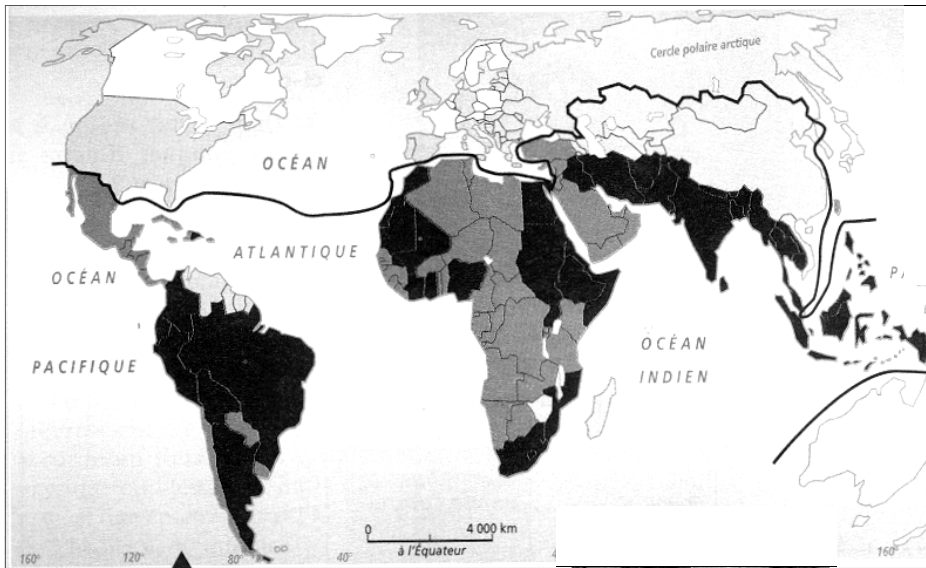 Cercle polaire arctique
OCÉAN
ATLANTIQUE
OCÉAN
PACIFIQUE
OCÉAN
INDIEN
PA
0 4 000 km
à l'Équateur
160° 120° 80° 40° 160°